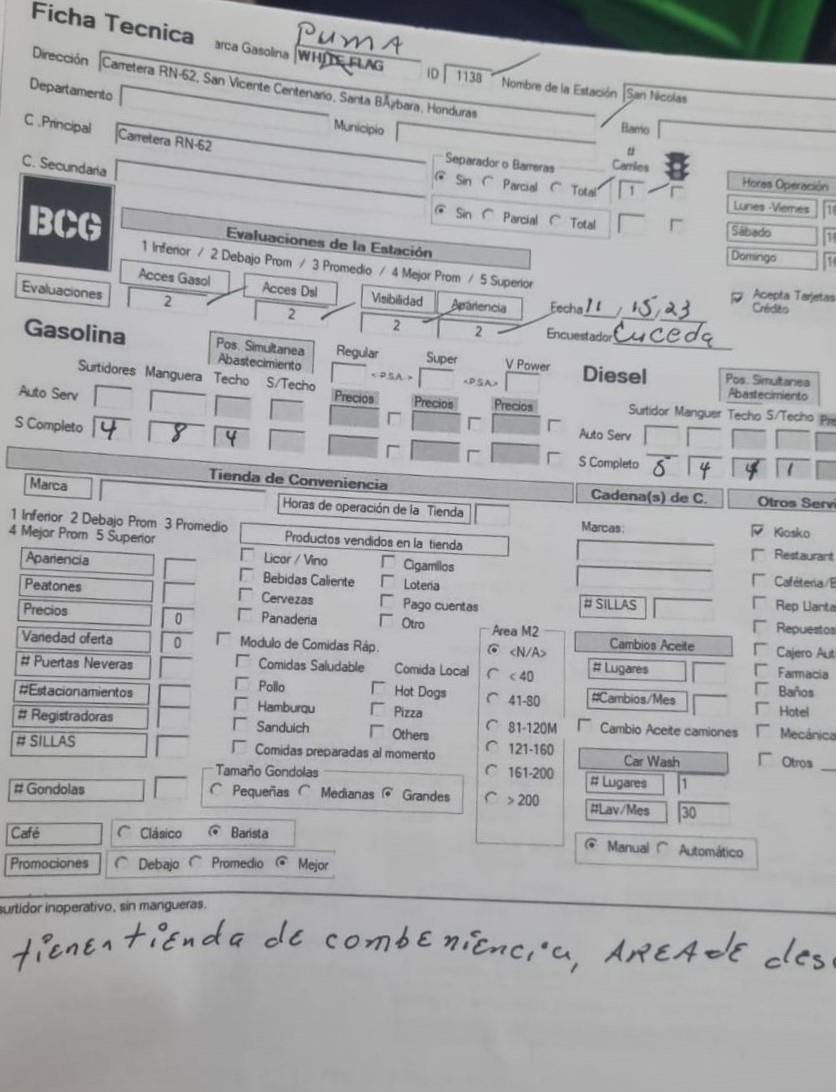 PUMA
Ficha Tecnica arca Gasolina WHITE FLAG ID 1138 Nombre de la Estación San Nicolas
Dirección Carretera RN-62, San Vicente Centenario, Santa BÃ¡rbara, Honduras
Departamento Municipio Barrio
C .Principal Carretera RN-62 Separador o Barreras # Carriles
Sin Parcial Total 1
C. Secundaria Sin Parcial Total
Horas Operación
Lunes -Viernes
Sábado
Domingo
BCG
Evaluaciones de la Estación
1 Inferior / 2 Debajo Prom / 3 Promedio / 4 Mejor Prom / 5 Superior
Evaluaciones Acces Gasol Acces Dsl Visibilidad Apariencia
2 2 2 2
Fecha 11, 15, 23
Encuestador Euceda
Acepta Tarjetas
Crédito
Gasolina Pos. Simultanea Abastecimiento Regular Super V Power
<.P.S.A.> <P.S.A>
Surtidores Manguera Techo S/Techo Precios Precios Precios
Auto Serv
S Completo 4 8 4
Diesel Pos. Simultanea Abastecimiento
Surtidor Manguer Techo S/Techo Pre
Auto Serv
S Completo 4 1
Tienda de Conveniencia Cadena(s) de C. Otros Servi
Marca Horas de operación de la Tienda
1 Inferior 2 Debajo Prom 3 Promedio
4 Mejor Prom 5 Superior
Apariencia
Peatones
Precios 0
Variedad oferta 0
# Puertas Neveras
#Estacionamientos
# Registradoras
# SILLAS
# Gondolas
Productos vendidos en la tienda
Licor / Vino Cigarrillos
Bebidas Caliente Loteria
Cervezas Pago cuentas
Panaderia Otro
Modulo de Comidas Ráp.
Comidas Saludable Comida Local
Pollo Hot Dogs
Hamburqu Pizza
Sanduich Others
Comidas preparadas al momento
Tamaño Gondolas
Pequeñas Medianas Grandes
Area M2
<N/A>
< 40
41-80
81-120M
121-160
161-200
> 200
Marcas:
# SILLAS
Cambios Aceite
# Lugares
#Cambios/Mes
Cambio Aceite camiones
Car Wash
# Lugares 1
#Lav/Mes 30
Manual Automático
Kiosko
Restaurant
Caféteria/B
Rep Llanta
Repuestos
Cajero Aut
Farmacia
Baños
Hotel
Mecánica
Otros
Café Clásico Barista
Promociones Debajo Promedio Mejor
surtidor inoperativo, sin mangueras.
tienen tienda de combeniencia, AREA de des